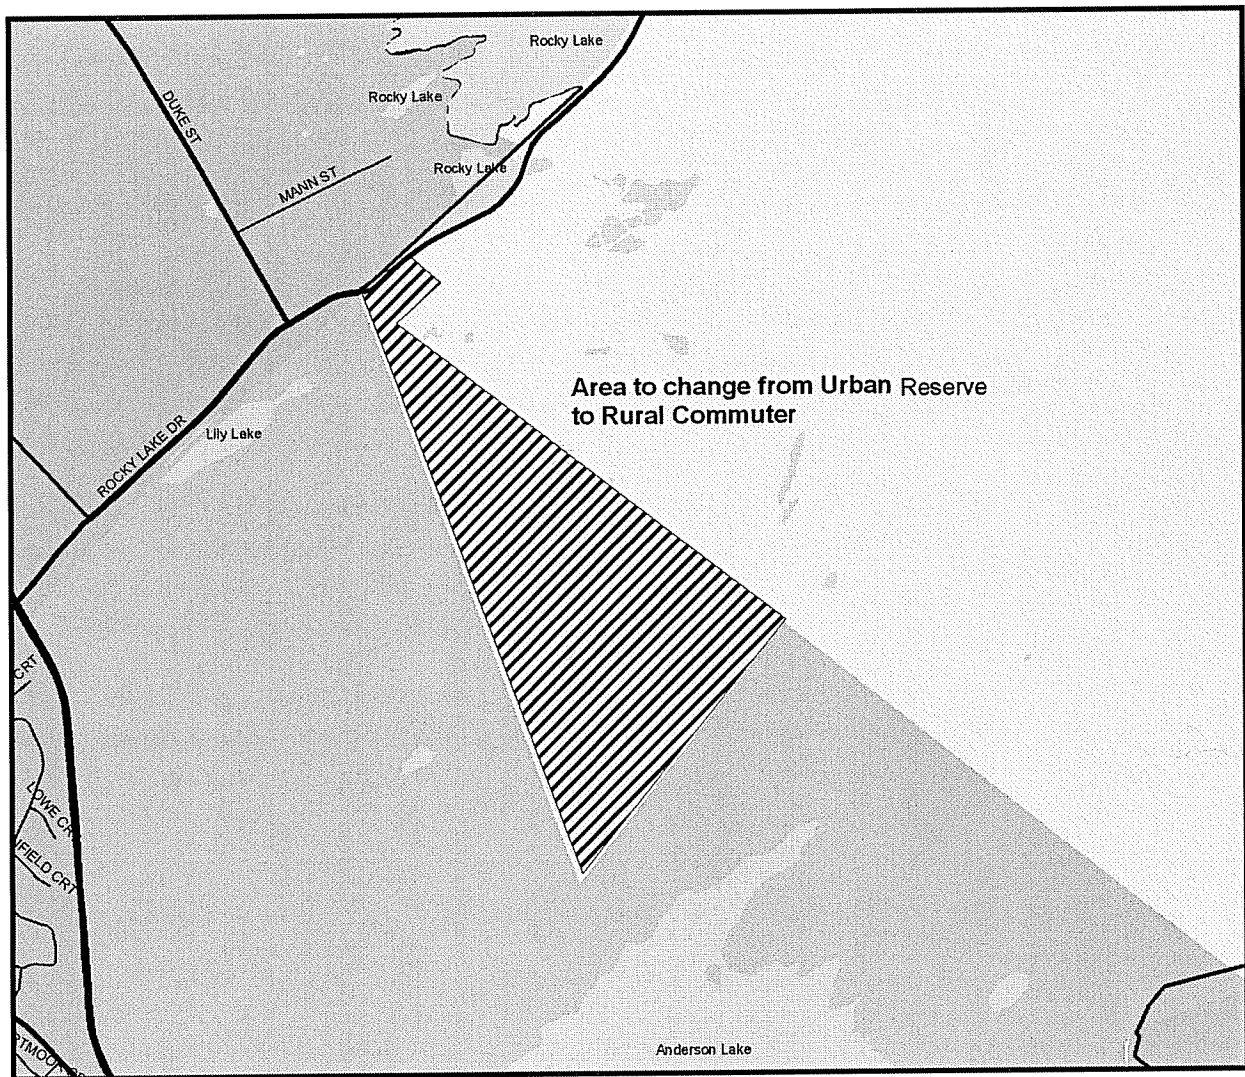 Rocky Lake
Rocky Lake
DUKE ST
Rocky Lake
MANN ST
Area to change from Urban Reserve
to Rural Commuter
ROCKY LAKE DR
Lily Lake
CRT
LOWE CRT
NFIELD CRT
Anderson Lake